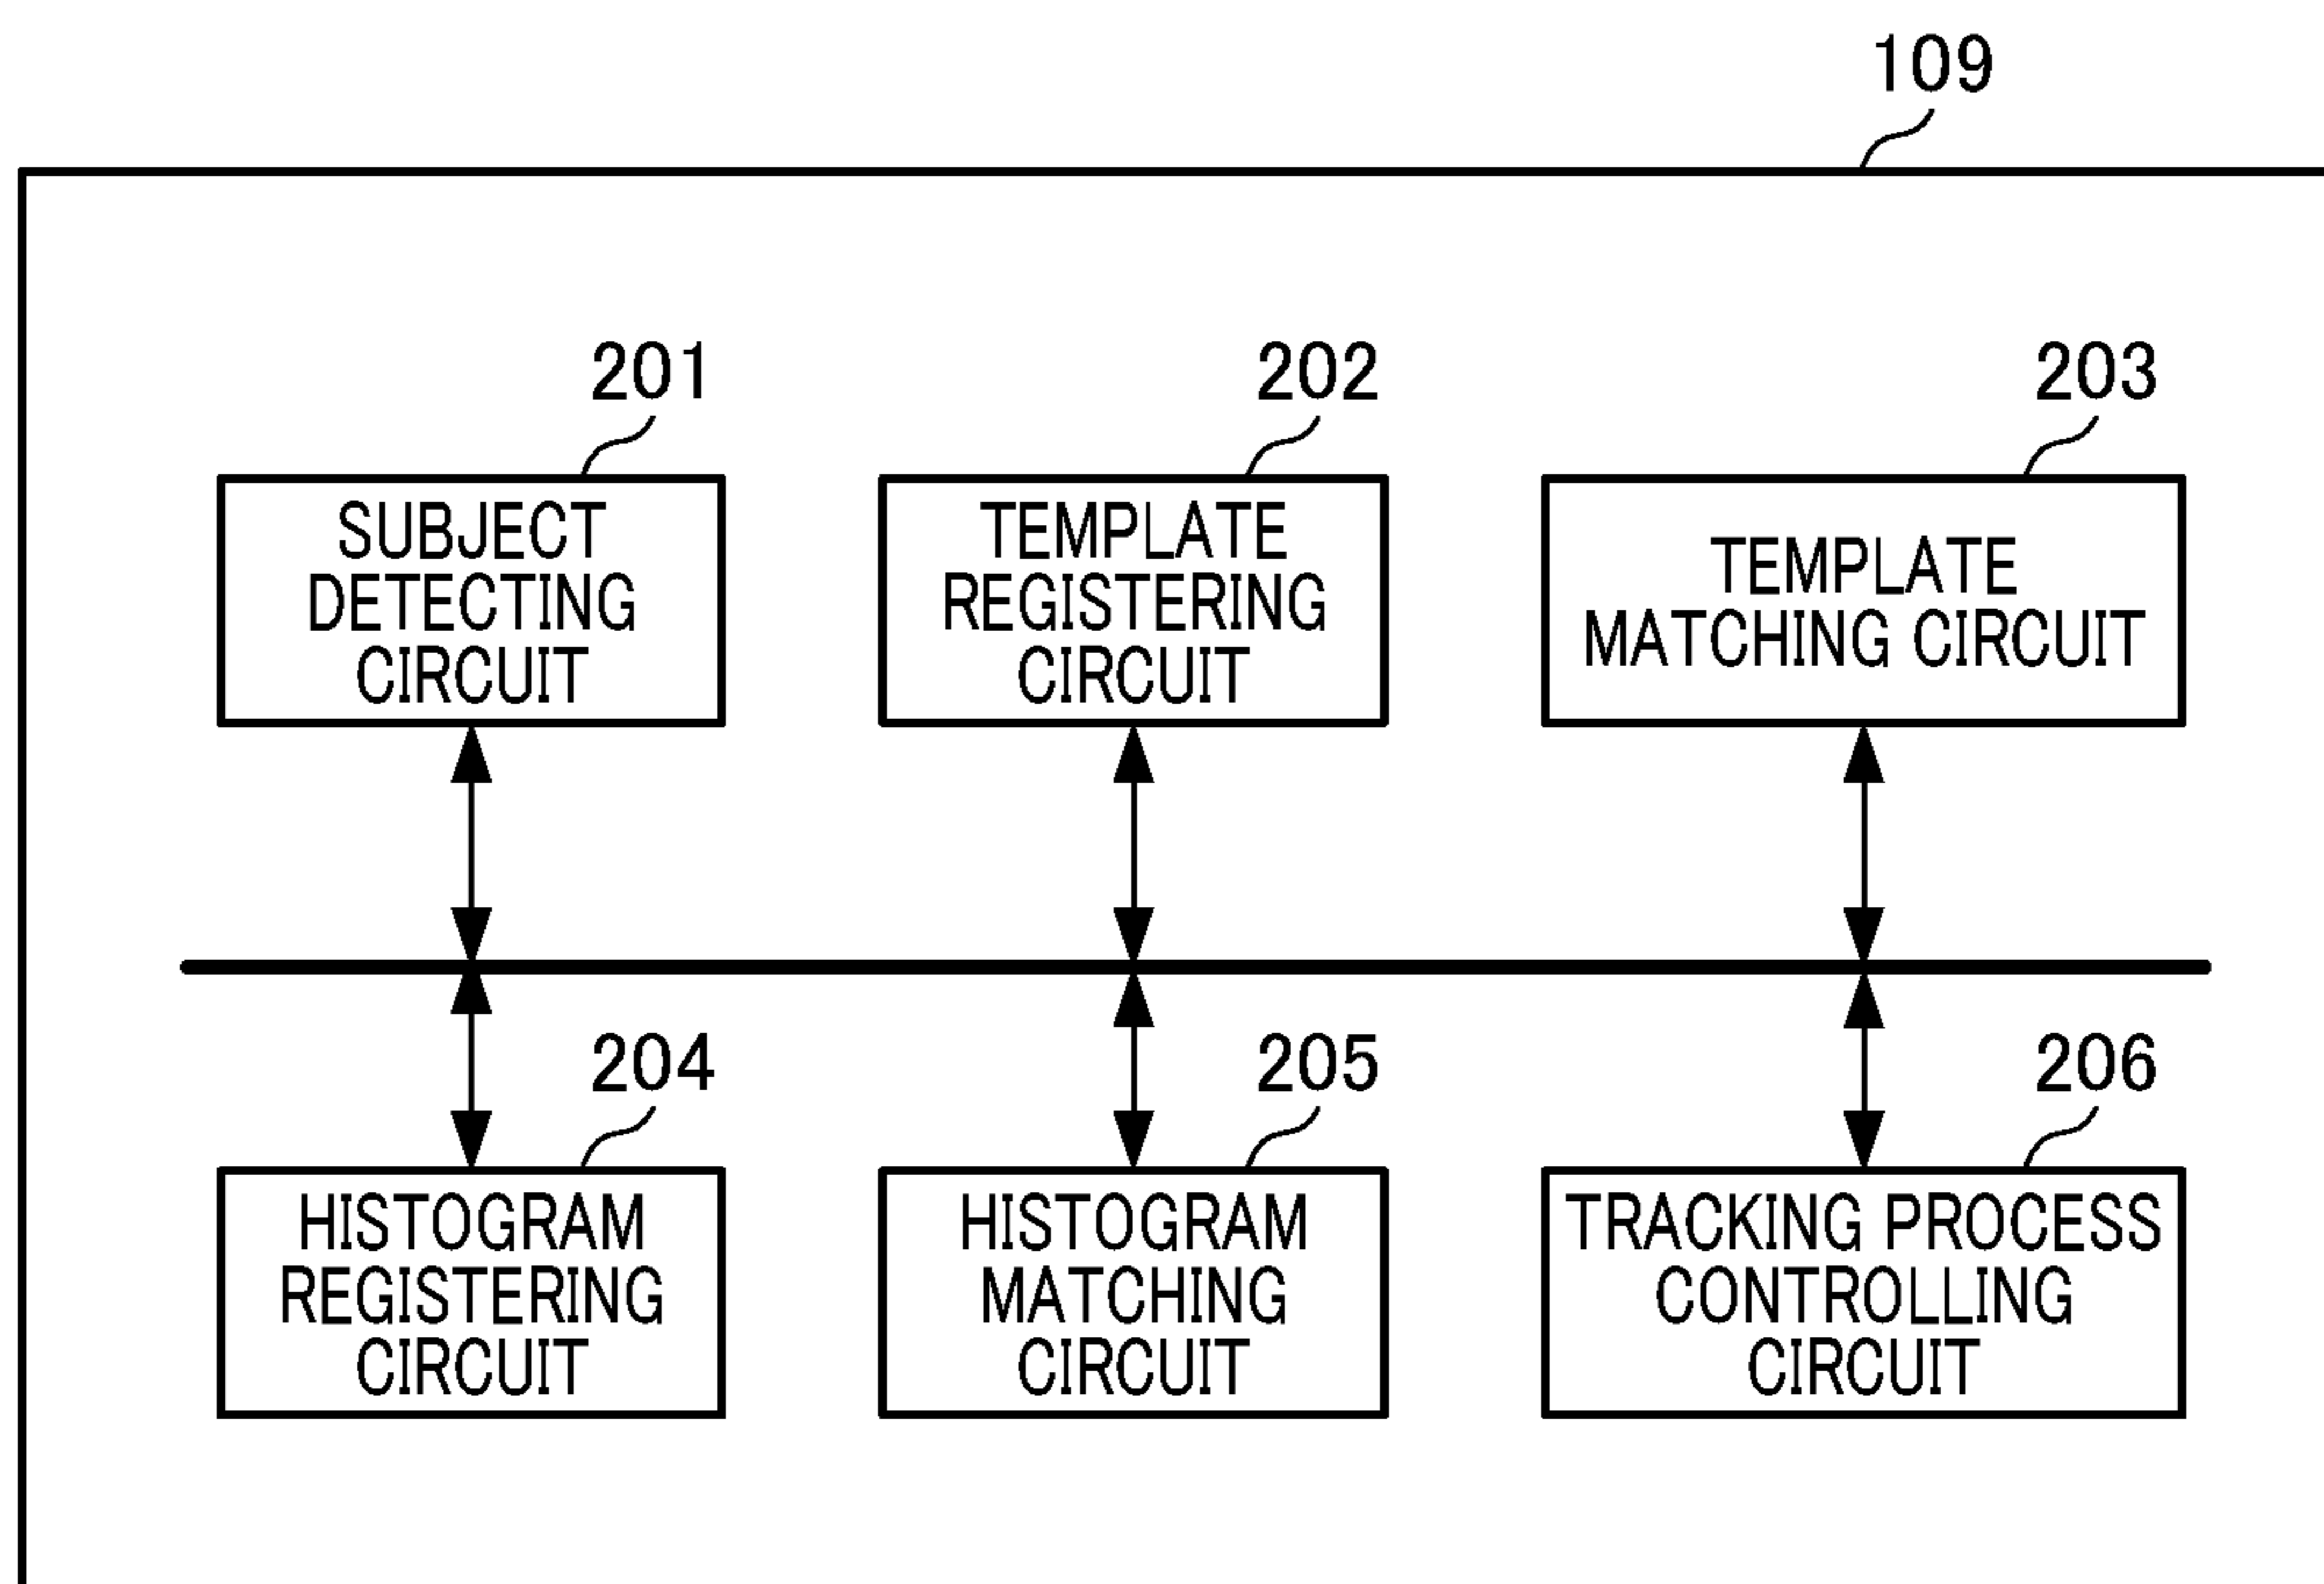 109
201
202
203
SUBJECT
DETECTING
CIRCUIT
TEMPLATE
REGISTERING
CIRCUIT
TEMPLATE
MATCHING CIRCUIT
204
205
206
HISTOGRAM
REGISTERING
CIRCUIT
HISTOGRAM
MATCHING
CIRCUIT
TRACKING PROCESS
CONTROLLING
CIRCUIT